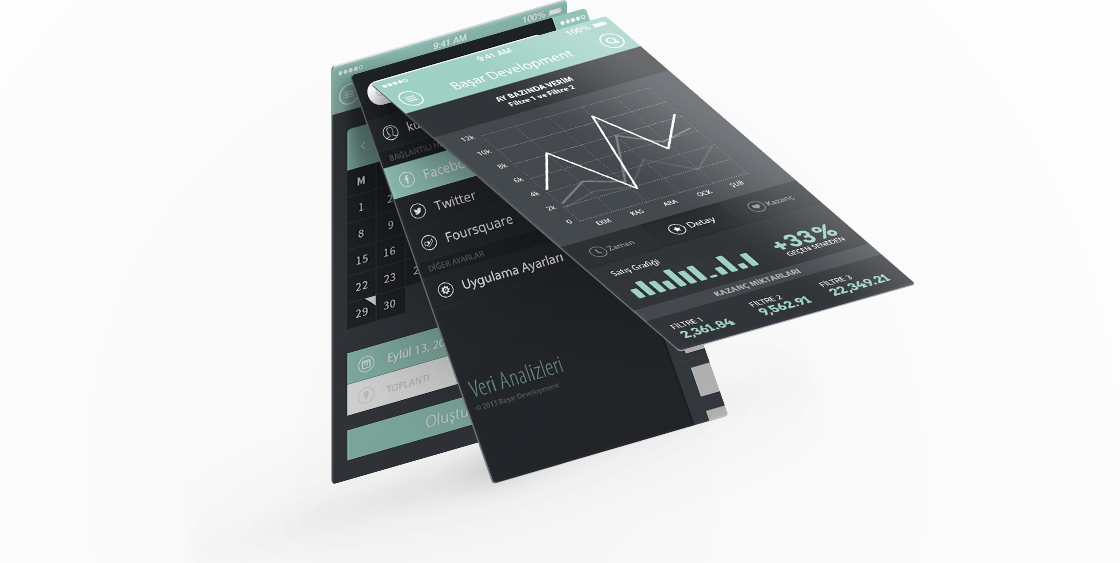 100%
9:41 AM
M
1
8
9
15
16
22
23
29
30
Eylül 13, 20
TOPLANTI
Oluştu
BAĞLANTILI
Facebo
Twitter
Foursquare
DİĞER AYARLAR
Uygulama Ayarları
Veri Analizleri
© 2013 Başar Development
9:41 AM
100%
Başar Development
AY BAZINDA VERİM
Filtre 1 ve Filtre 2
12k
10k
8k
6k
4k
2k
0
EKM KAS ARA OCK ŞUB
Zaman Detay Kazanç
Satış Grafiği
+33%
GEÇEN SENEDEN
KAZANÇ MİKTARLARI
FİLTRE 1 FİLTRE 2 FİLTRE 3
2,361.84 9,562.91 22,349.21